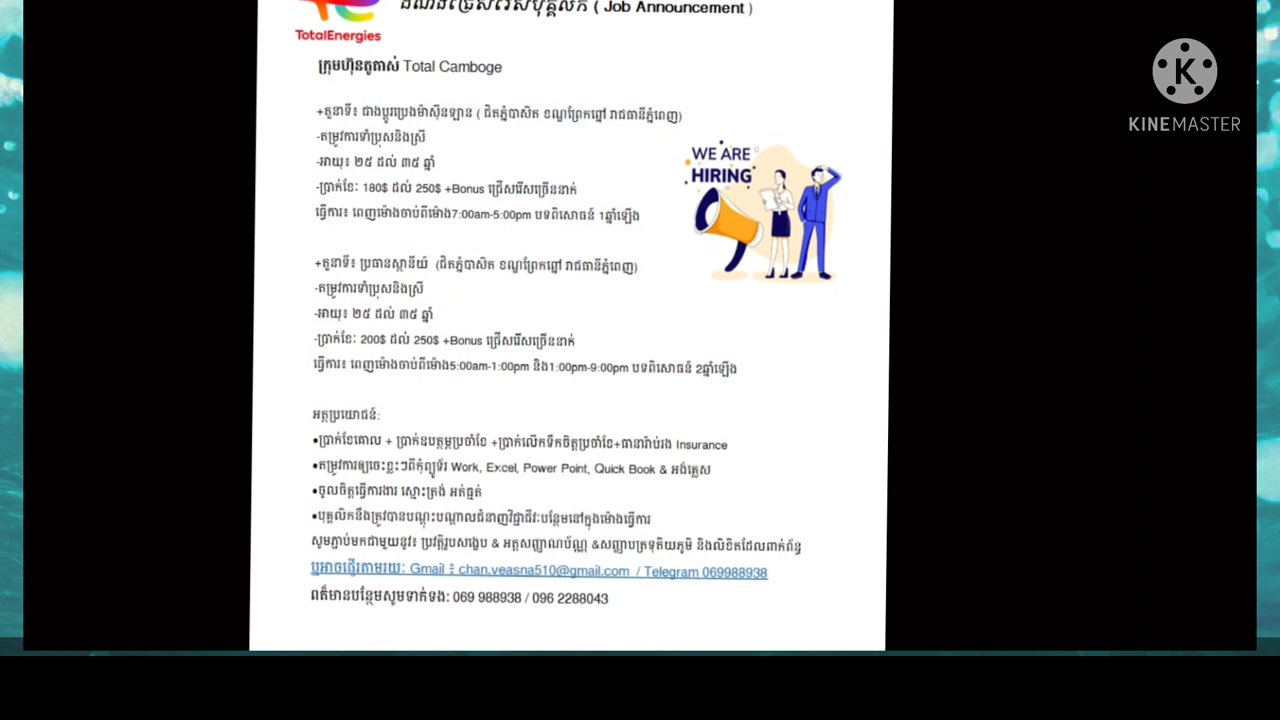 ដំណឹងជ្រើសរើសបុគ្គលិក ( Job Announcement )
TotalEnergies
ក្រុមហ៊ុនតូតាល់ Total Camboge
KINEMASTER
+តួនាទី៖ ជាងប្តូរប្រេងម៉ាស៊ីនឡាន ( ជិតភ្នំបាសិត ខណ្ឌព្រែកព្នៅ រាជធានីភ្នំពេញ)
-តម្រូវការទាំប្រុសនិងស្រី
-អាយុ៖ ២៥ ដល់ ៣៥ ឆ្នាំ
-ប្រាក់ខែៈ 180$ ដល់ 250$ +Bonus ជ្រើសរើសច្រើននាក់
ធ្វើការ៖ ពេញម៉ោងចាប់ពីម៉ោង7:00am-5:00pm បទពិសោធន៍ 1ឆ្នាំឡើង
WE ARE
HIRING
+តួនាទី៖ ប្រធានស្ថានីយ៍ (ជិតភ្នំបាសិត ខណ្ឌព្រែកព្នៅ រាជធានីភ្នំពេញ)
-តម្រូវការទាំប្រុសនិងស្រី
-អាយុ៖ ២៥ ដល់ ៣៥ ឆ្នាំ
-ប្រាក់ខែៈ 200$ ដល់ 250$ +Bonus ជ្រើសរើសច្រើននាក់
ធ្វើការ៖ ពេញម៉ោងចាប់ពីម៉ោង5:00am-1:00pm និង1:00pm-9:00pm បទពិសោធន៍ 2ឆ្នាំឡើង
អត្ថប្រយោជន៍:
•ប្រាក់ខែគោល + ប្រាក់ឧបត្ថម្ភប្រចាំខែ +ប្រាក់លើកទឹកចិត្តប្រចាំខែ+ធានារ៉ាប់រង Insurance
•តម្រូវការឲ្យចេះខ្លះៗពីកុំព្យូទ័រ Work, Excel, Power Point, Quick Book & អង់គ្លេស
•ចូលចិត្តធ្វើការងារ ស្មោះត្រង់ អត់ធ្មត់
•បុគ្គលិកនឹងត្រូវបានបណ្តុះបណ្តាលជំនាញវិជ្ជាជីវៈបន្ថែមនៅក្នុងម៉ោងធ្វើការ
សូមភ្ជាប់មកជាមួយនូវ៖ ប្រវត្តិរូបសង្ខេប & អត្តសញ្ញាណប័ណ្ណ &សញ្ញាបត្រទុតិយភូមិ និងលិខិតដែលពាក់ព័ន្ធ
ឬអាចផ្ញើរតាមរយៈ Gmail ៖ chan.veasna510@gmail.com / Telegram 069988938
ពត៌មានបន្ថែមសូមទាក់ទង: 069 988938 / 096 2288043